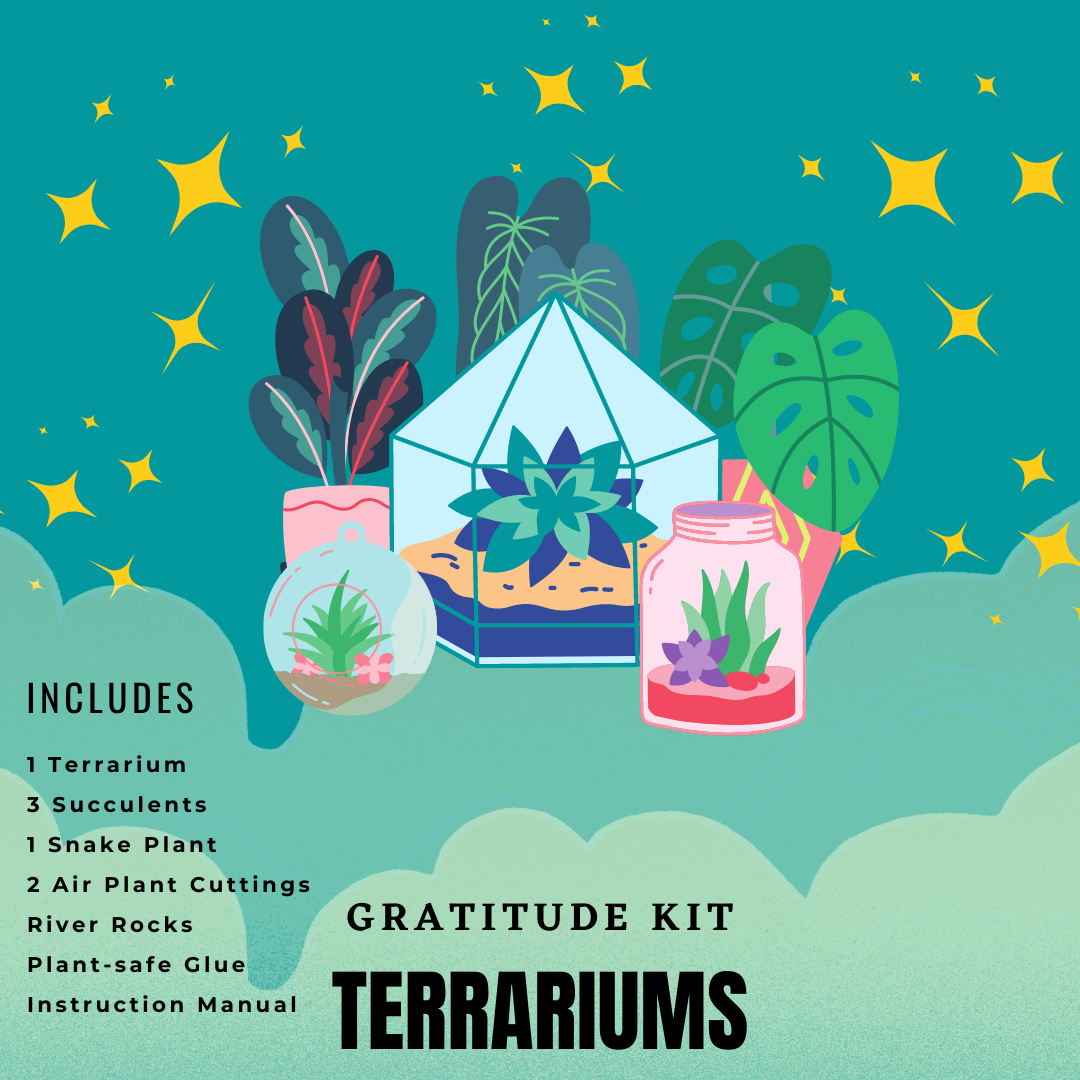 INCLUDES
1 Terrarium
3 Succulents
1 Snake Plant
2 Air Plant Cuttings
River Rocks
Plant-safe Glue
Instruction Manual
GRATITUDE KIT
TERRARIUMS